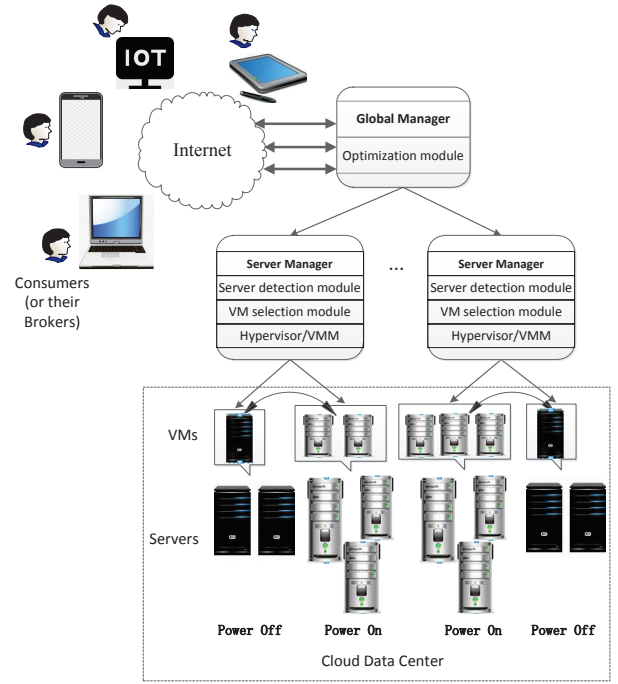 IOT
Internet
Global Manager
Optimization module
Consumers
(or their
Brokers)
Server Manager
Server detection module
VM selection module
Hypervisor/VMM
...
Server Manager
Server detection module
VM selection module
Hypervisor/VMM
VMs
Servers
Power Off
Power On
Power On
Power Off
Cloud Data Center